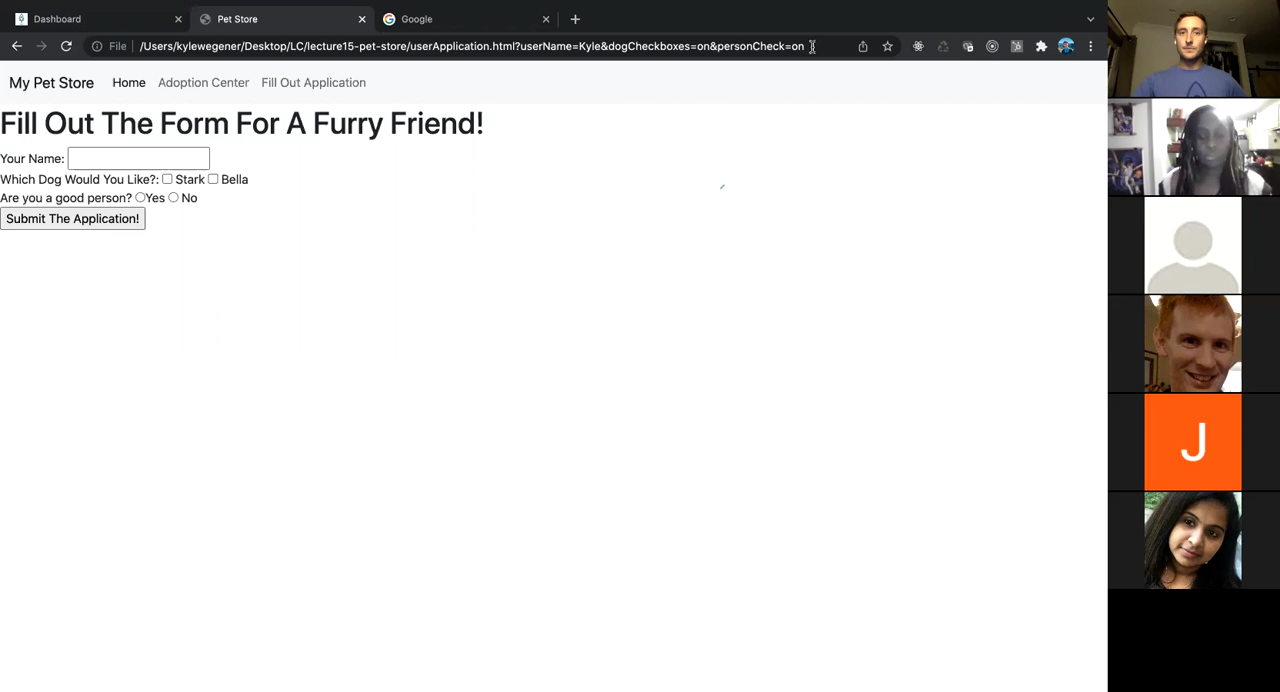 Dashboard
Pet Store
Google
File
/Users/kylewegener/Desktop/LC/lecture15-pet-store/userApplication.html?userName=Kyle&dogCheckboxes=on&personCheck=on
My Pet Store Home Adoption Center Fill Out Application
Fill Out The Form For A Furry Friend!
Your Name:
Which Dog Would You Like?: Stark Bella
Are you a good person? Yes No
Submit The Application!
J